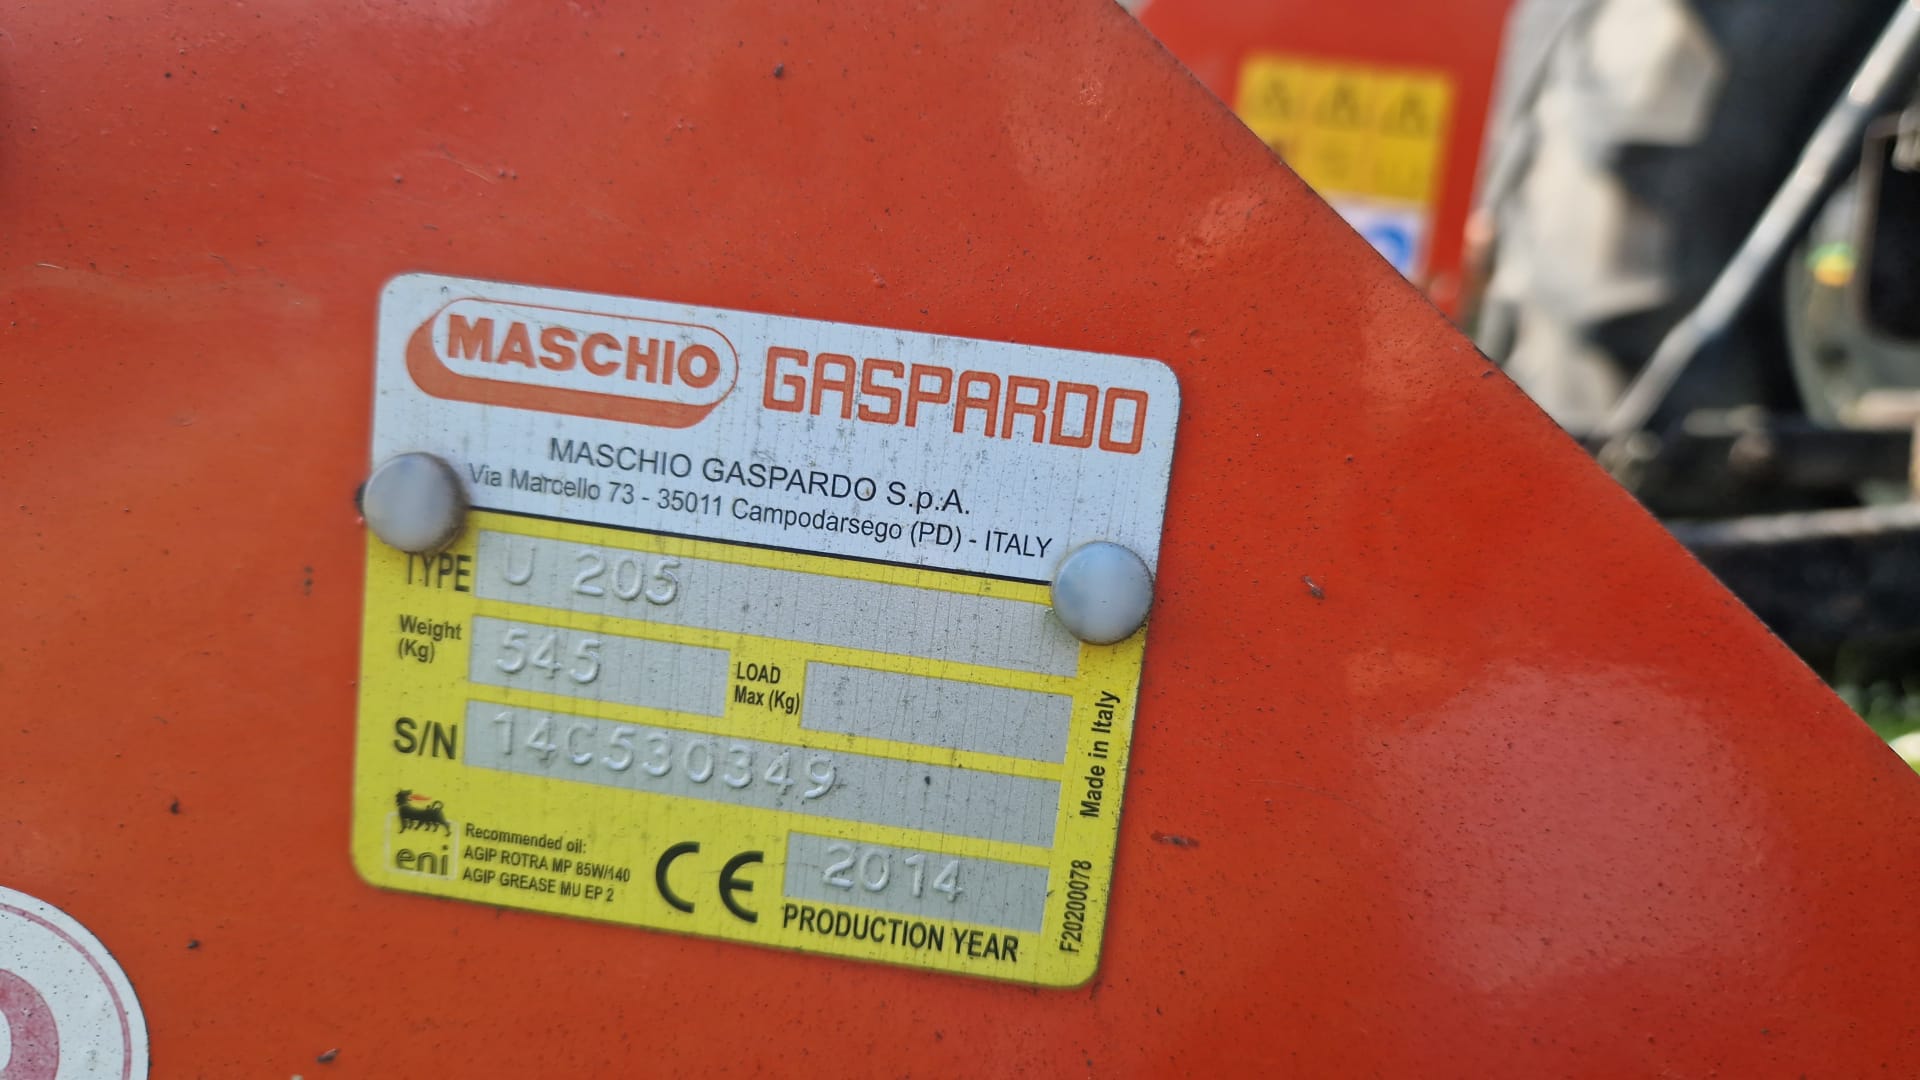 MASCHIO GASPARDO
MASCHIO GASPARDO S.p.A.
Via Marcello 73 - 35011 Campodarsego (PD) - ITALY
TYPE U 205
Weight (Kg) 545 LOAD Max (Kg)
S/N 14C530349
eni
Recommended oil:
AGIP ROTRA MP 85W/140
AGIP GREASE MU EP 2
CE
2014
PRODUCTION YEAR
Made in Italy
F20200078